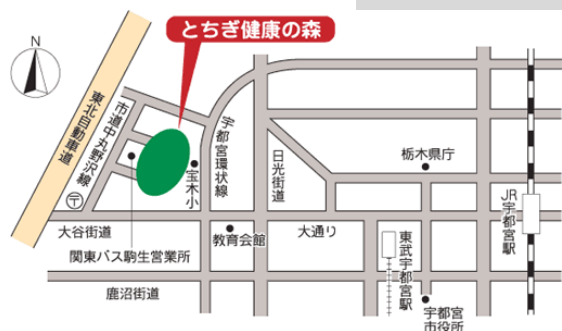 とちぎ健康の森
N
東北自動車道
市道中丸野沢線
〒
宝木小
宇都宮環状線
日光街道
栃木県庁
JR宇都宮駅
大谷街道
関東バス駒生営業所
教育会館
大通り
東武宇都宮駅
鹿沼街道
宇都宮
市役所